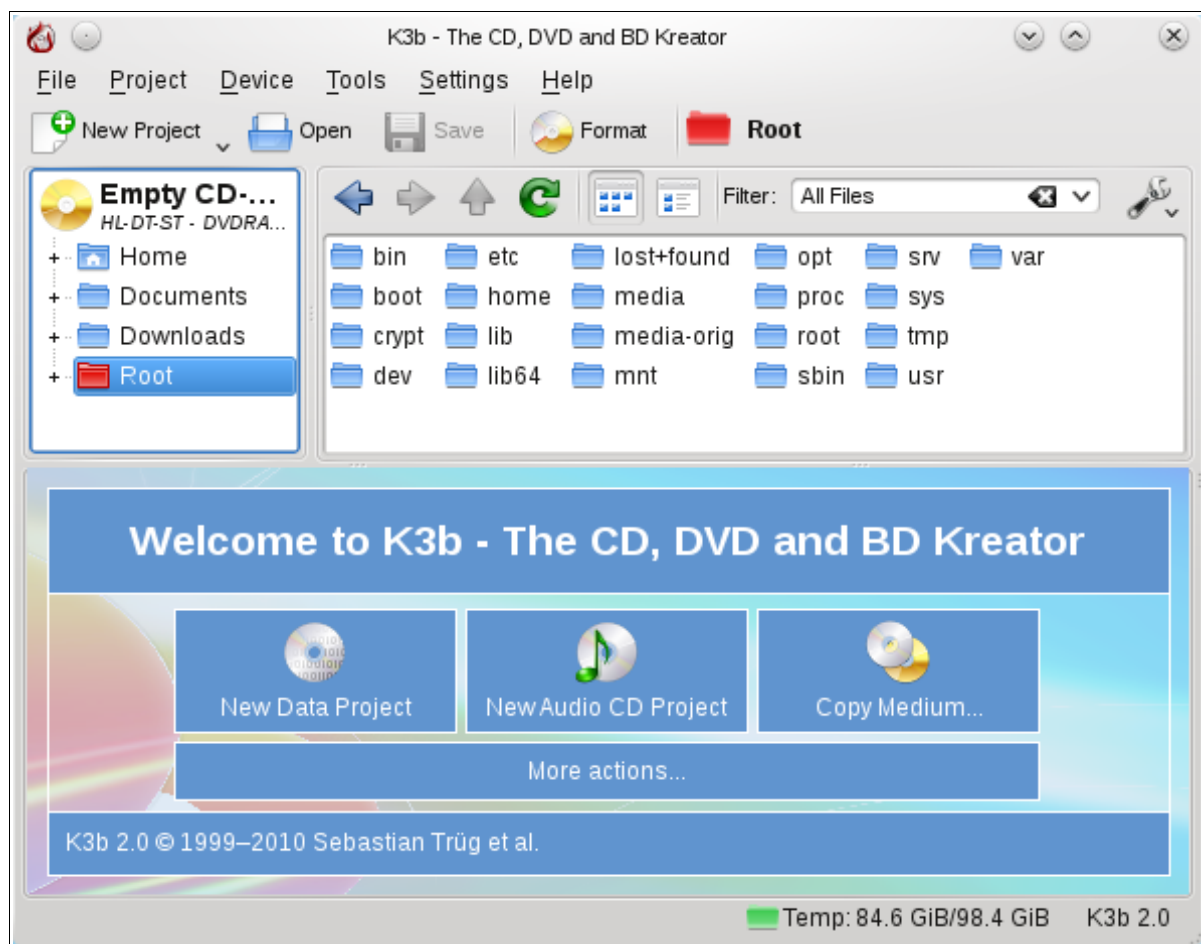 K3b - The CD, DVD and BD Kreator
File Project Device Tools Settings Help
New Project Open Save Format Root
Empty CD-...
HL-DT-ST - DVDRA...
Filter: All Files
Home
Documents
Downloads
Root
bin etc lost+found opt srv var
boot home media proc sys
crypt lib media-orig root tmp
dev lib64 mnt sbin usr
Welcome to K3b - The CD, DVD and BD Kreator
New Data Project New Audio CD Project Copy Medium...
More actions...
K3b 2.0 © 1999–2010 Sebastian Trüg et al.
Temp: 84.6 GiB/98.4 GiB K3b 2.0